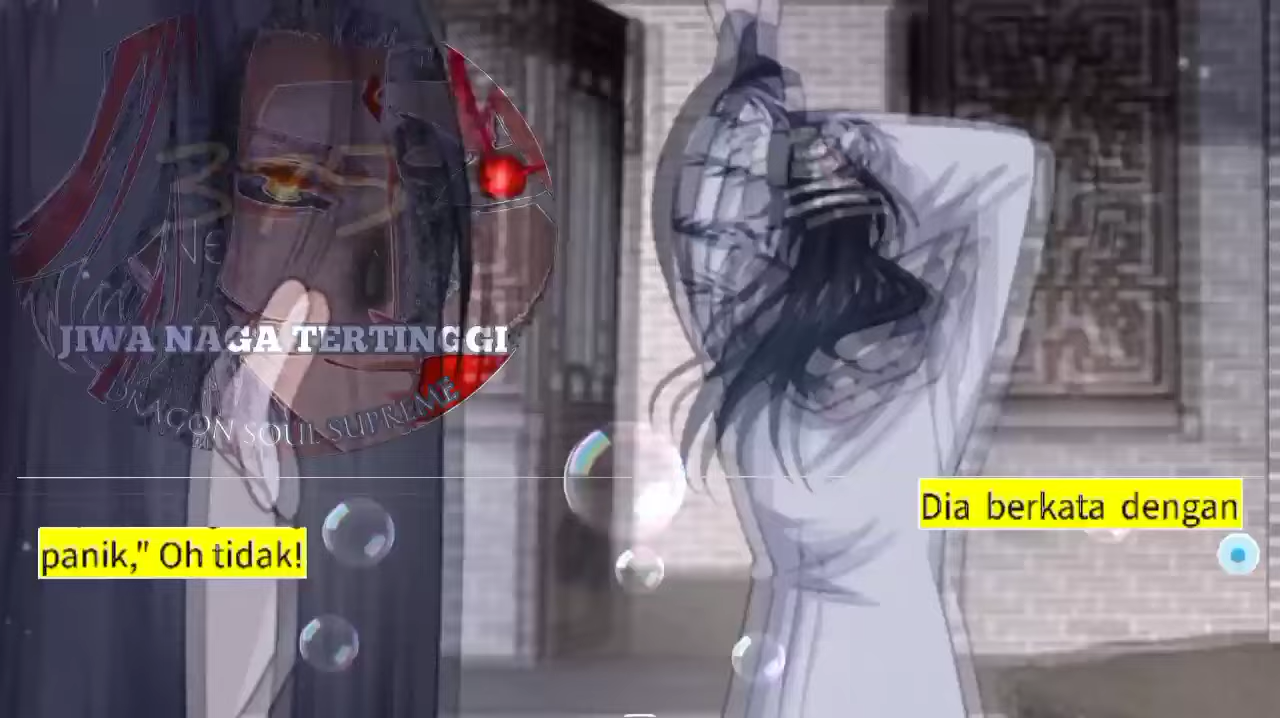 JIWA NAGA TERTINGGI
DRAGON SOUL SUPREME
Dia berkata dengan
panik," Oh tidak!